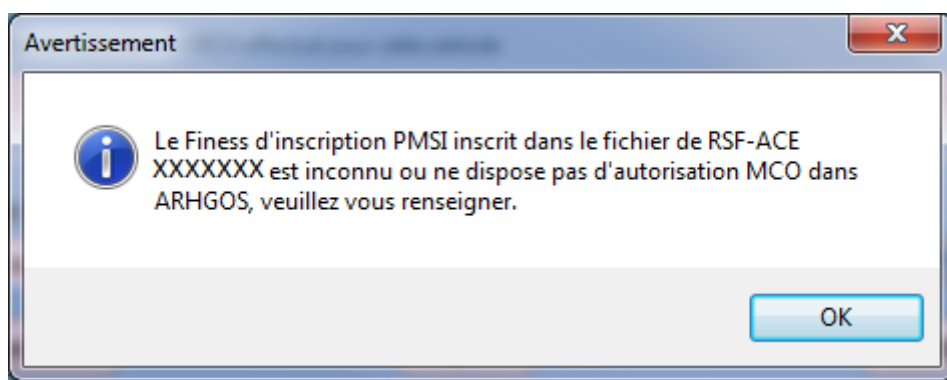 Avertissement
Le Finess d'inscription PMSI inscrit dans le fichier de RSF-ACE
XXXXXXX est inconnu ou ne dispose pas d'autorisation MCO dans
ARHGOS, veuillez vous renseigner.
OK